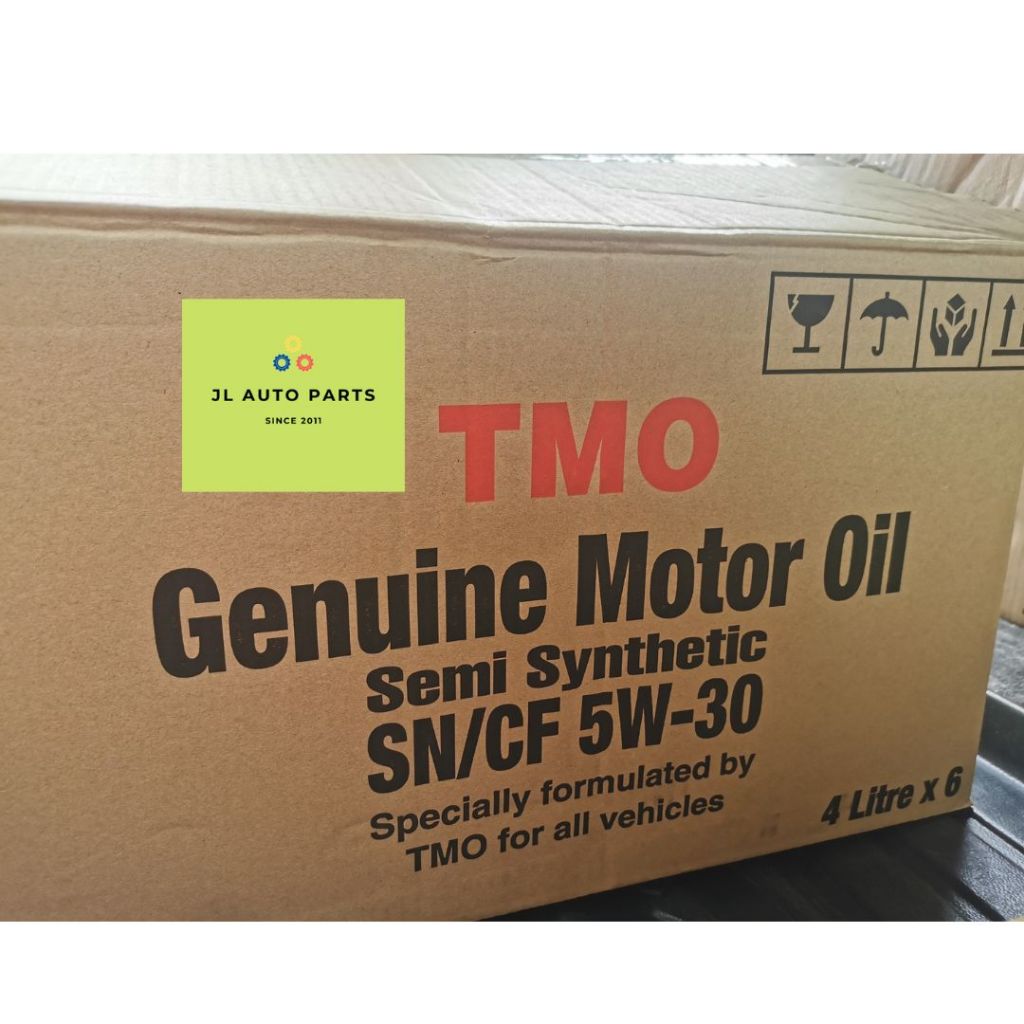 JL AUTO PARTS
SINCE 2011
TMO
Genuine Motor Oil
Semi Synthetic
SN/CF 5W-30
Specially formulated by
TMO for all vehicles
4 Litre x 6